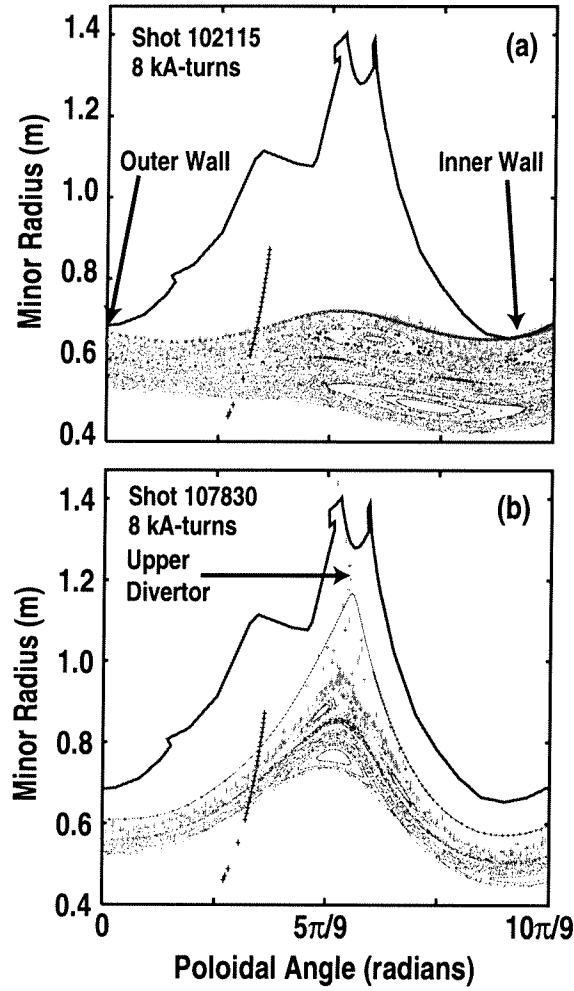 Shot 102115
8 kA-turns
(a)
Outer Wall
Inner Wall
Minor Radius (m)
1.4
1.2
1.0
0.8
0.6
0.4
Shot 107830
8 kA-turns
(b)
Upper
Divertor
Minor Radius (m)
1.4
1.2
1.0
0.8
0.6
0.4
0
5π/9
10π/9
Poloidal Angle (radians)